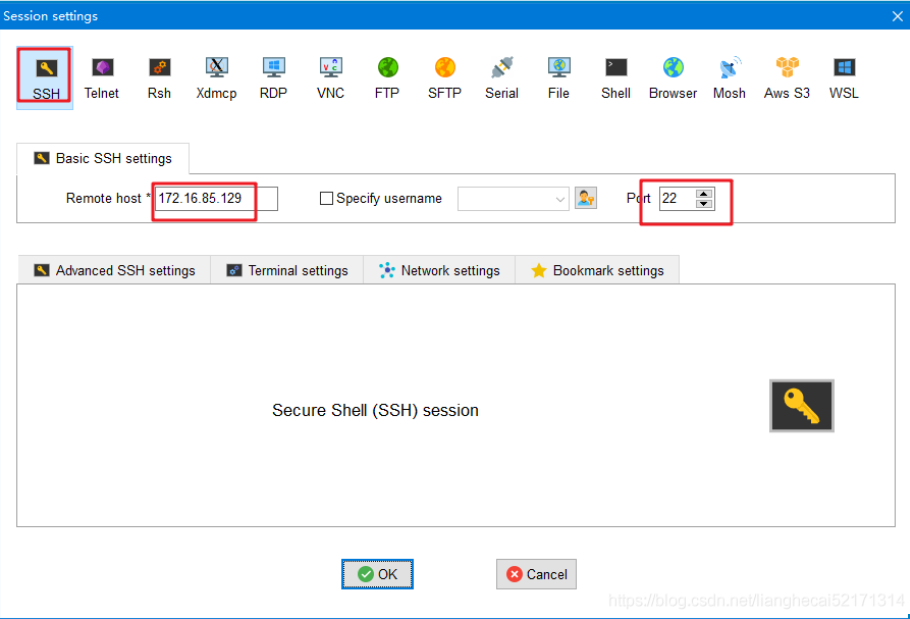 Session settings
SSH Telnet Rsh Xdmcp RDP VNC FTP SFTP Serial File Shell Browser Mosh Aws S3 WSL
Basic SSH settings
Remote host * 172.16.85.129 Specify username Port 22
Advanced SSH settings Terminal settings Network settings Bookmark settings
Secure Shell (SSH) session
OK Cancel
https://blog.csdn.net/lianghecai52171314